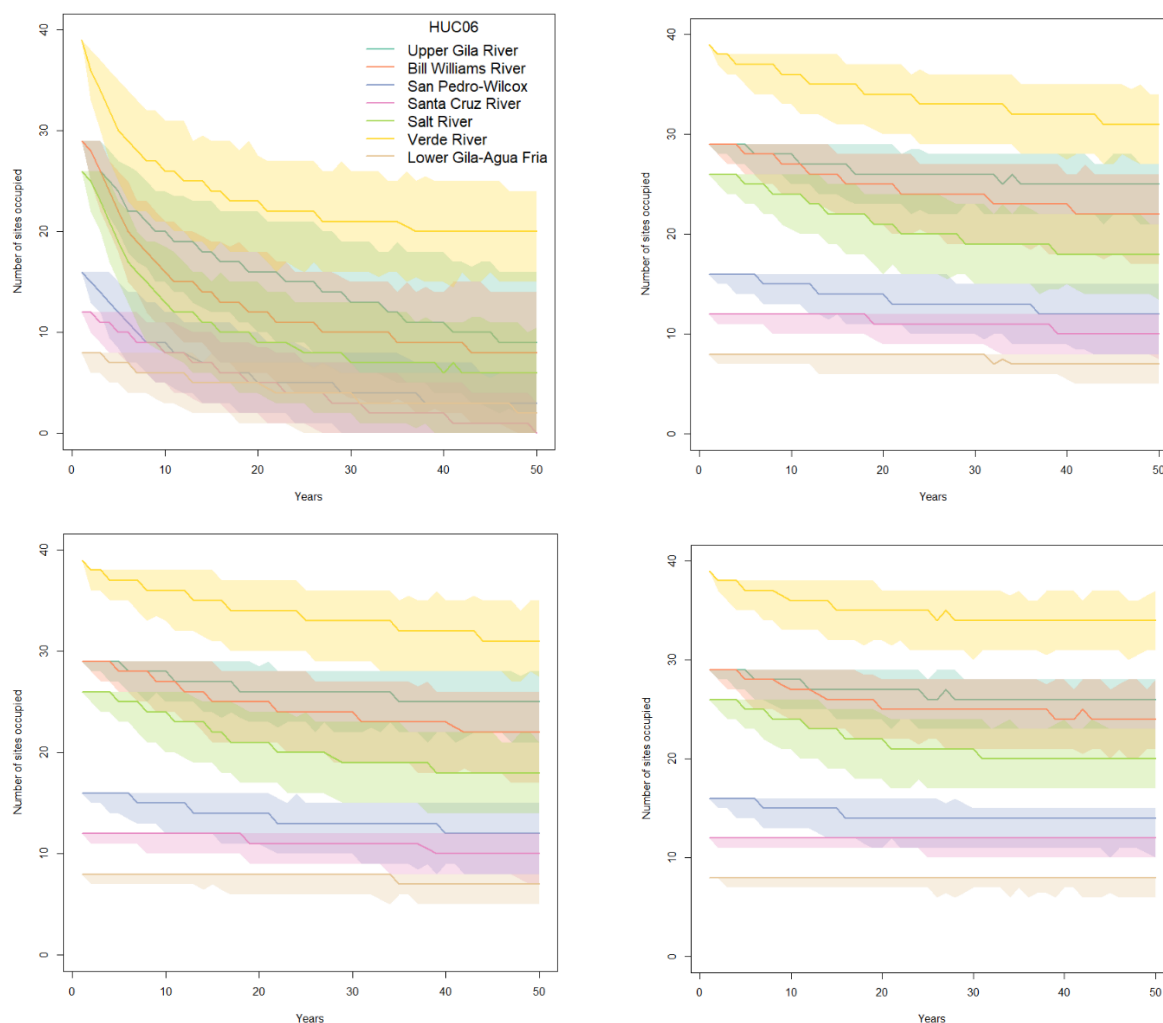 HUC06
Upper Gila River
Bill Williams River
San Pedro-Wilcox
Santa Cruz River
Salt River
Verde River
Lower Gila-Agua Fria
Number of sites occupied
40
30
20
10
0
0 10 20 30 40 50
Years
Number of sites occupied
40
30
20
10
0
0 10 20 30 40 50
Years
Number of sites occupied
40
30
20
10
0
0 10 20 30 40 50
Years
Number of sites occupied
40
30
20
10
0
0 10 20 30 40 50
Years